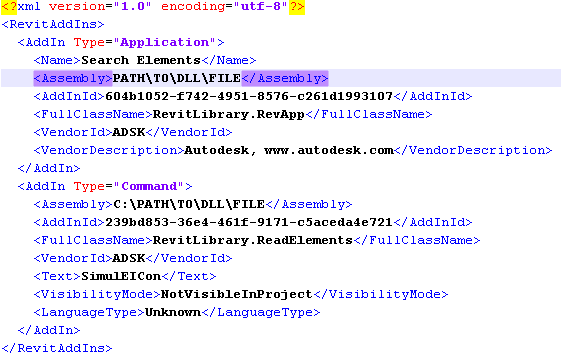 <?xml version="1.0" encoding="utf-8"?>
<RevitAddIns>
<AddIn Type="Application">
<Name>Search Elements</Name>
<Assembly>PATH\TO\DLL\FILE</Assembly>
<AddInId>604b1052-f742-4951-8576-c261d1993107</AddInId>
<FullClassName>RevitLibrary.RevApp</FullClassName>
<VendorId>ADSK</VendorId>
<VendorDescription>Autodesk, www.autodesk.com</VendorDescription>
</AddIn>
<AddIn Type="Command">
<Assembly>C:\PATH\TO\DLL\FILE</Assembly>
<AddInId>239bd853-36e4-461f-9171-c5aceda4e721</AddInId>
<FullClassName>RevitLibrary.ReadElements</FullClassName>
<VendorId>ADSK</VendorId>
<Text>SimulEICon</Text>
<VisibilityMode>NotVisibleInProject</VisibilityMode>
<LanguageType>Unknown</LanguageType>
</AddIn>
</RevitAddIns>